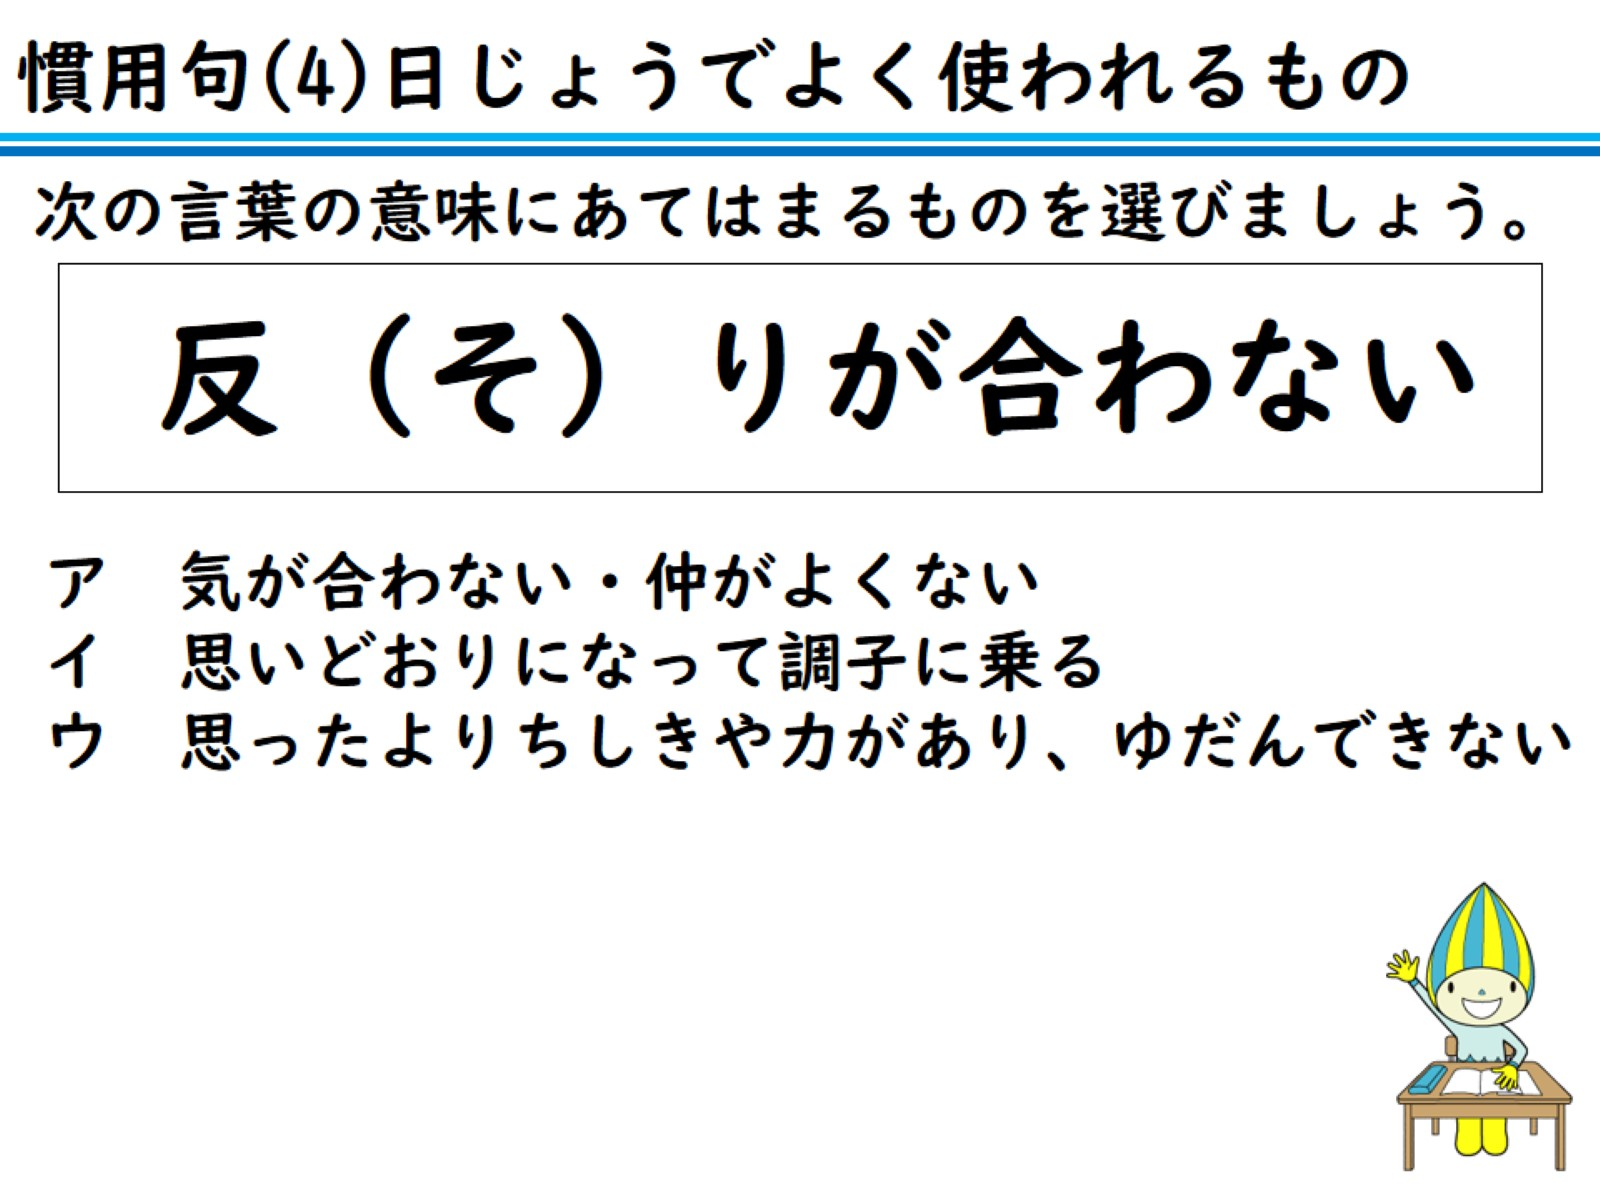 慣用句(4)日じょうでよく使われるもの
次の言葉の意味にあてはまるものを選びましょう。
反（そ）りが合わない
ア　気が合わない・仲がよくない
イ　思いどおりになって調子に乗る
ウ　思ったよりちしきや力があり、ゆだんできない